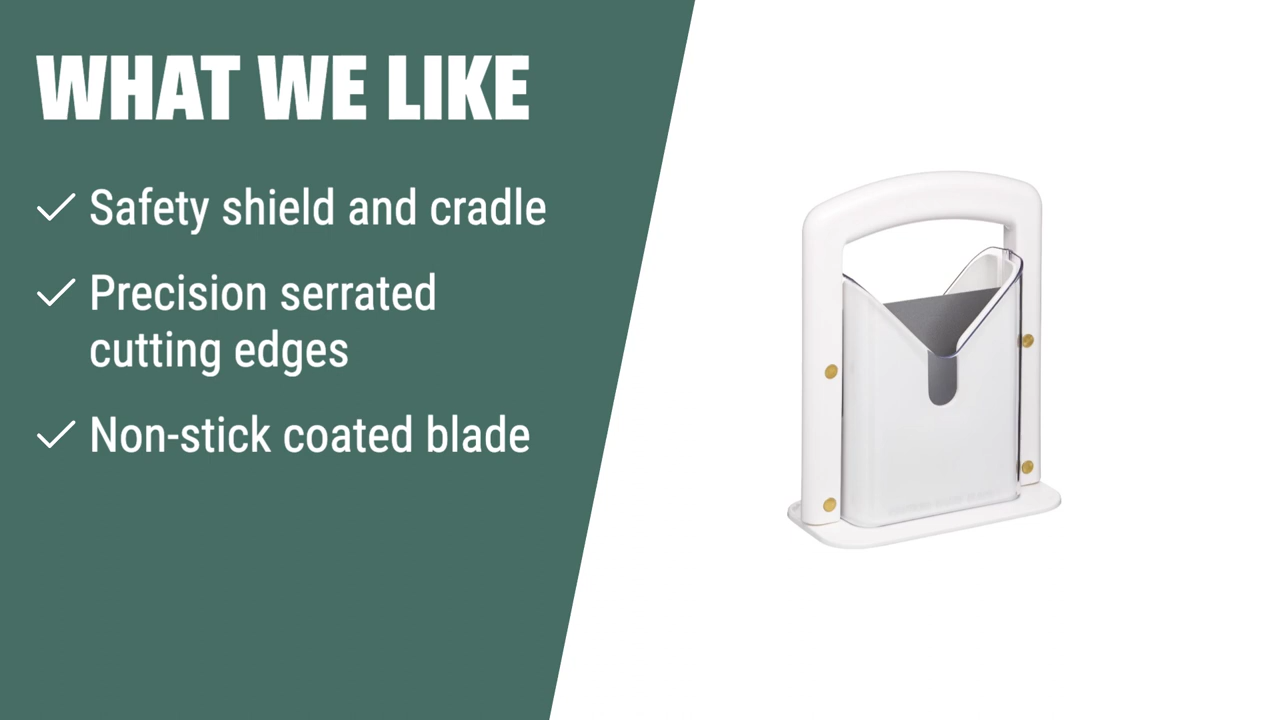 WHAT WE LIKE
Safety shield and cradle
Precision serrated
cutting edges
Non-stick coated blade